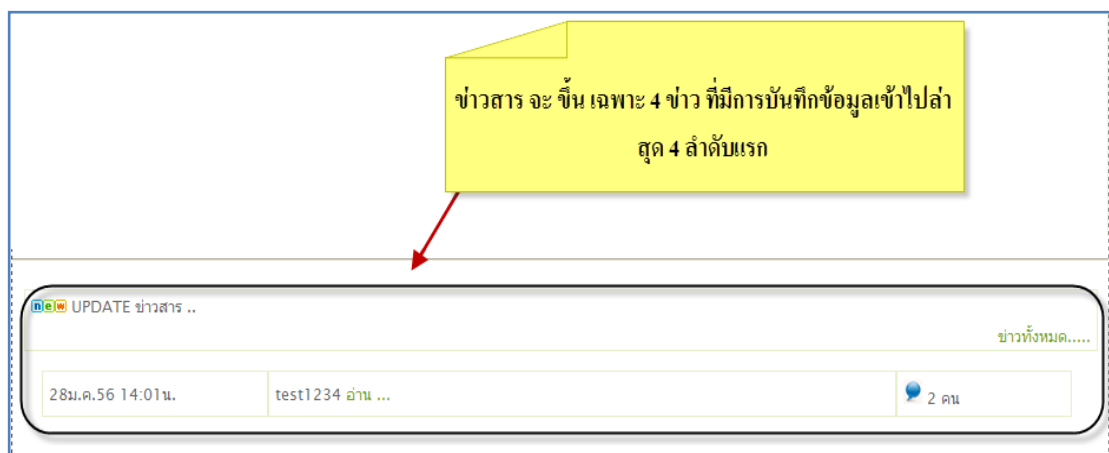 ข่าวสาร จะ ขึ้น เฉพาะ 4 ข่าว ที่มีการบันทึกข้อมูลเข้าไปล่า
สุด 4 ลำดับแรก
new UPDATE ข่าวสาร ..
ข่าวทั้งหมด.....
28ม.ค.56 14:01น. test1234 อ่าน ... 2 คน